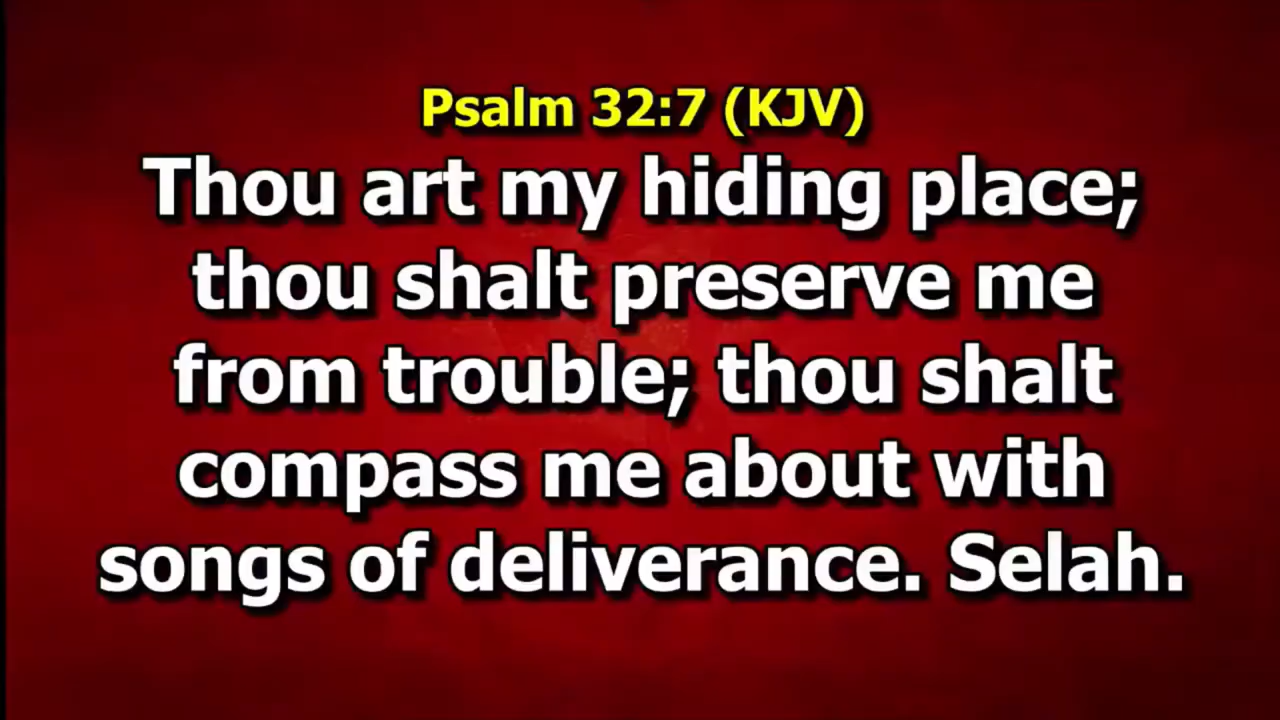 Psalm 32:7 (KJV)
Thou art my hiding place;
thou shalt preserve me
from trouble; thou shalt
compass me about with
songs of deliverance. Selah.